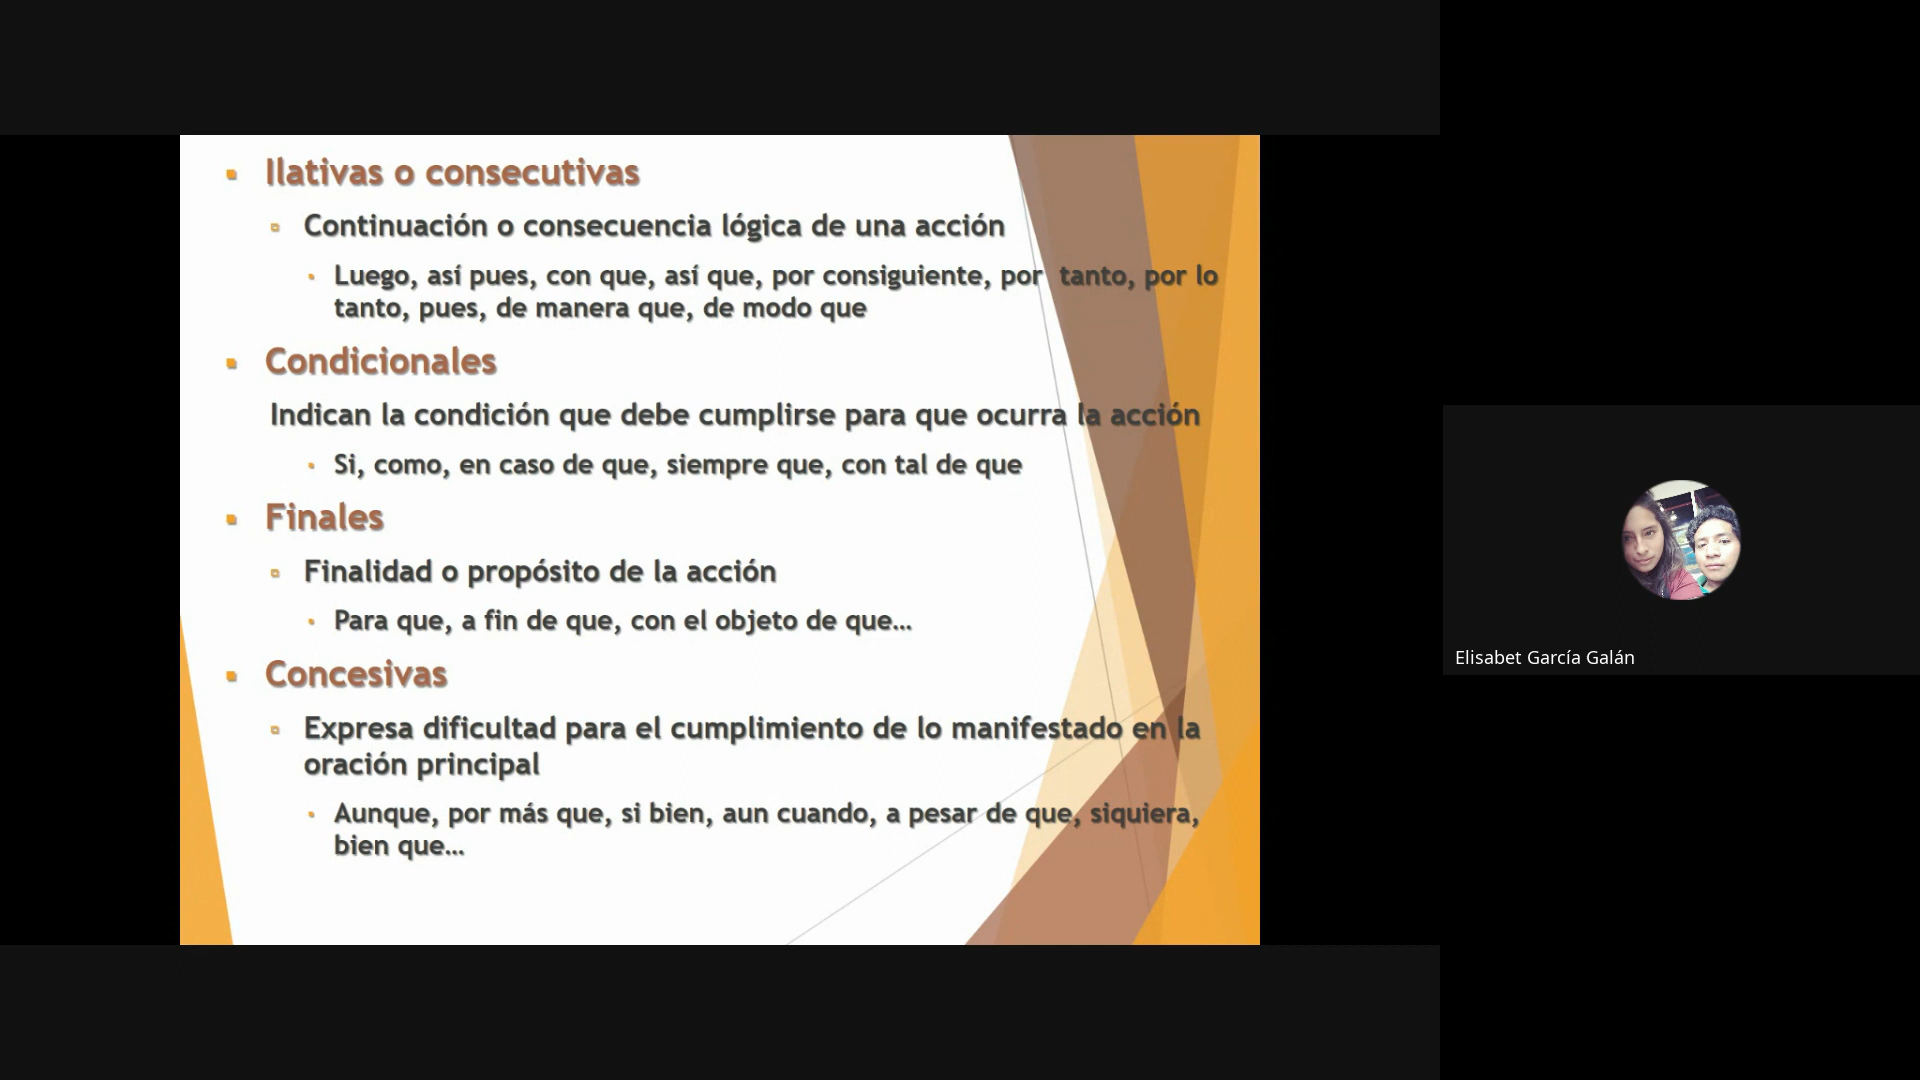 Ilativas o consecutivas
Continuación o consecuencia lógica de una acción
Luego, así pues, con que, así que, por consiguiente, por  tanto, por lo
tanto, pues, de manera que, de modo que
Condicionales
Indican la condición que debe cumplirse para que ocurra la acción
Si, como, en caso de que, siempre que, con tal de que
Finales
Finalidad o propósito de la acción
Para que, a fin de que, con el objeto de que…
Concesivas
Expresa dificultad para el cumplimiento de lo manifestado en la
oración principal
Aunque, por más que, si bien, aun cuando, a pesar de que, siquiera,
bien que…
Elisabet García Galán